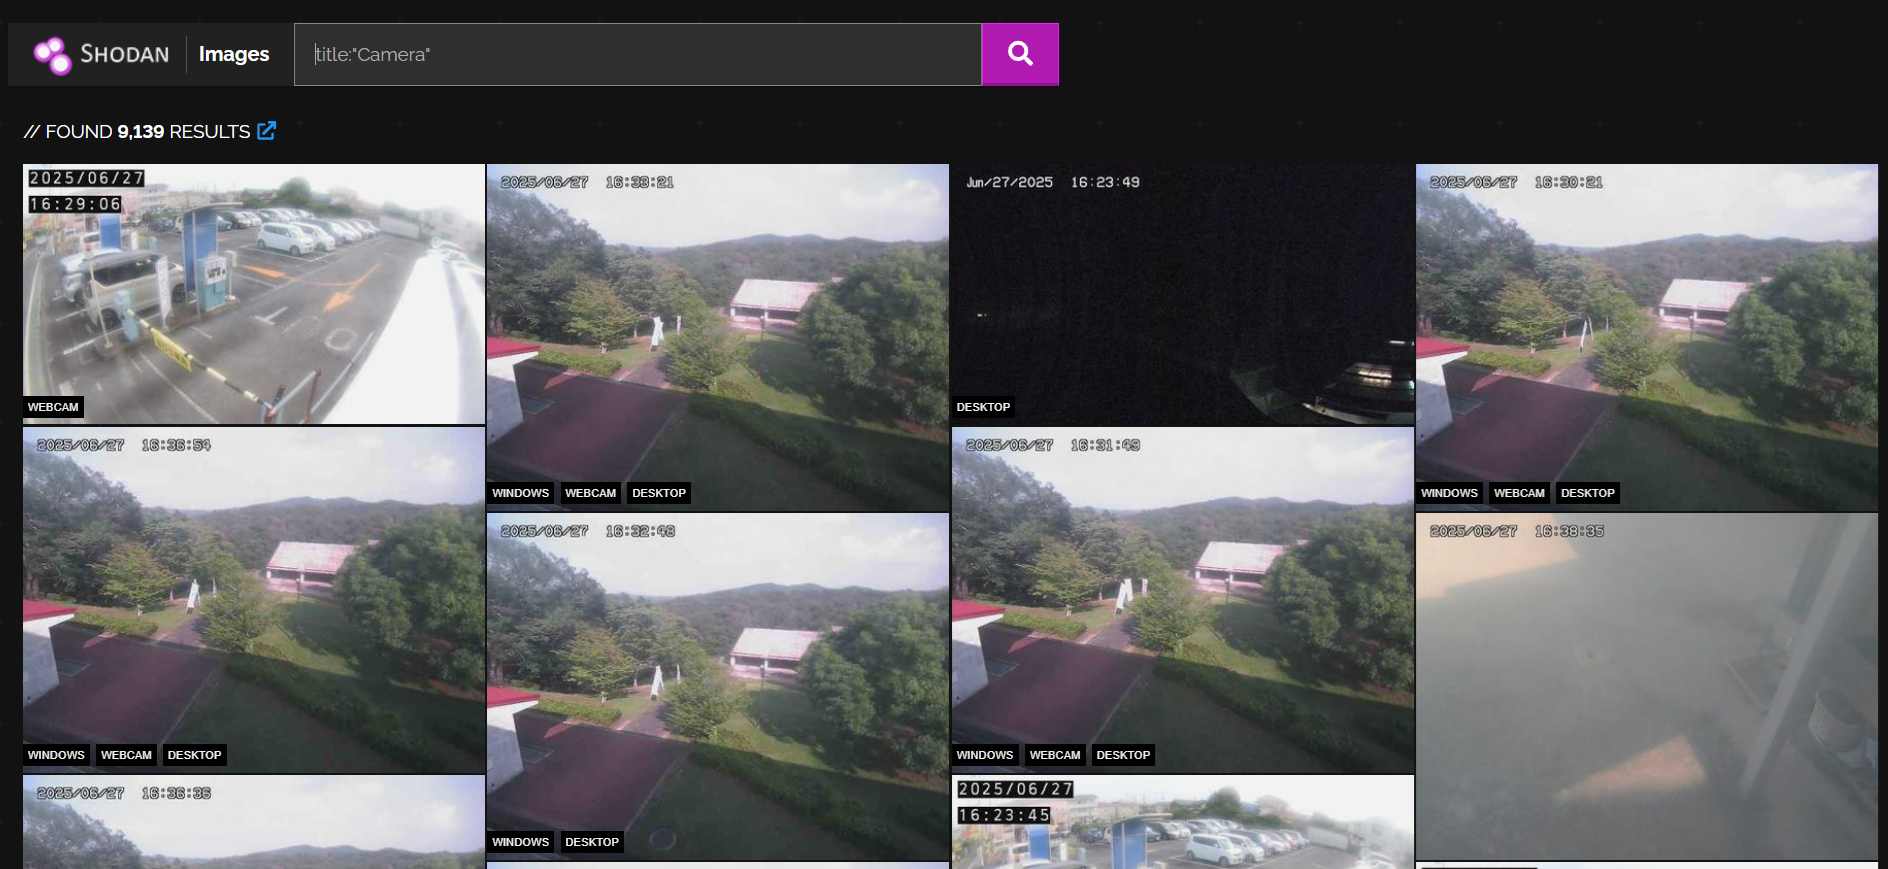 SHODAN
Images
title:"Camera"
// FOUND 9,139 RESULTS
2025/06/27
16:29:06
WEBCAM
2025/06/27 16:33:21
WINDOWS WEBCAM DESKTOP
Jun/27/2025 16:23:49
DESKTOP
2025/06/27 16:30:21
WINDOWS WEBCAM DESKTOP
2025/06/27 16:36:54
WINDOWS WEBCAM DESKTOP
2025/06/27 16:32:48
WINDOWS DESKTOP
2025/06/27 16:31:49
WINDOWS WEBCAM DESKTOP
2025/06/27 16:38:35
2025/06/27 16:36:36
2025/06/27
16:23:45